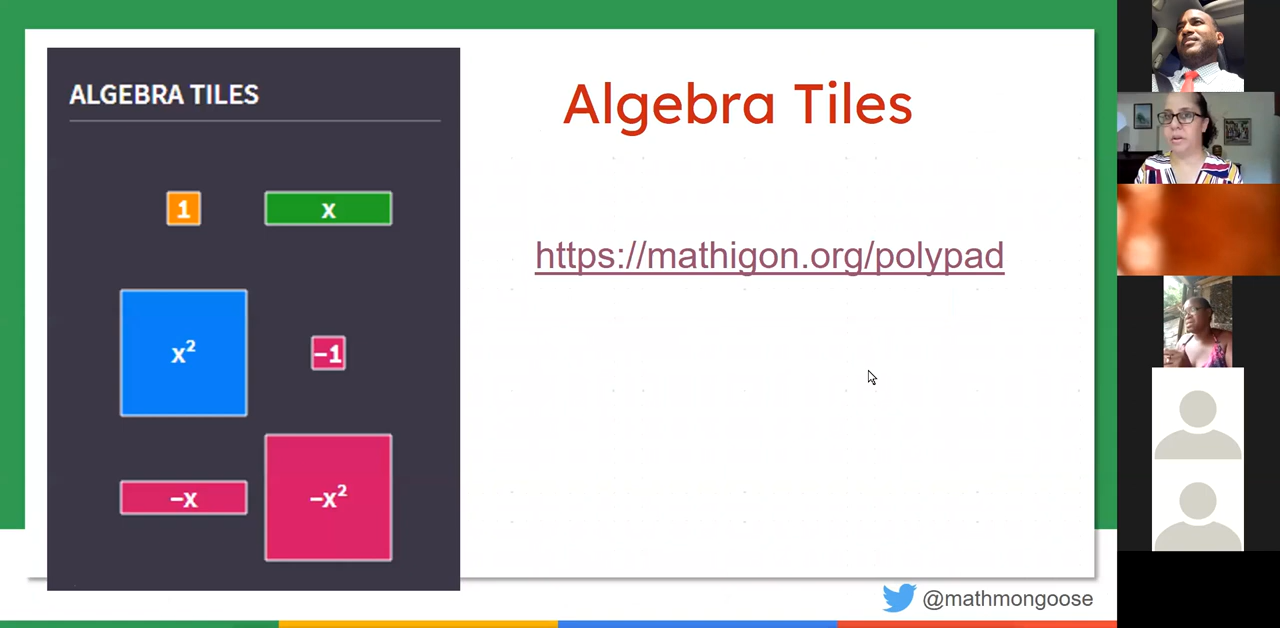 ALGEBRA TILES
1
x
x²
−1
−x
−x²
Algebra Tiles
https://mathigon.org/polypad
@mathmongoose